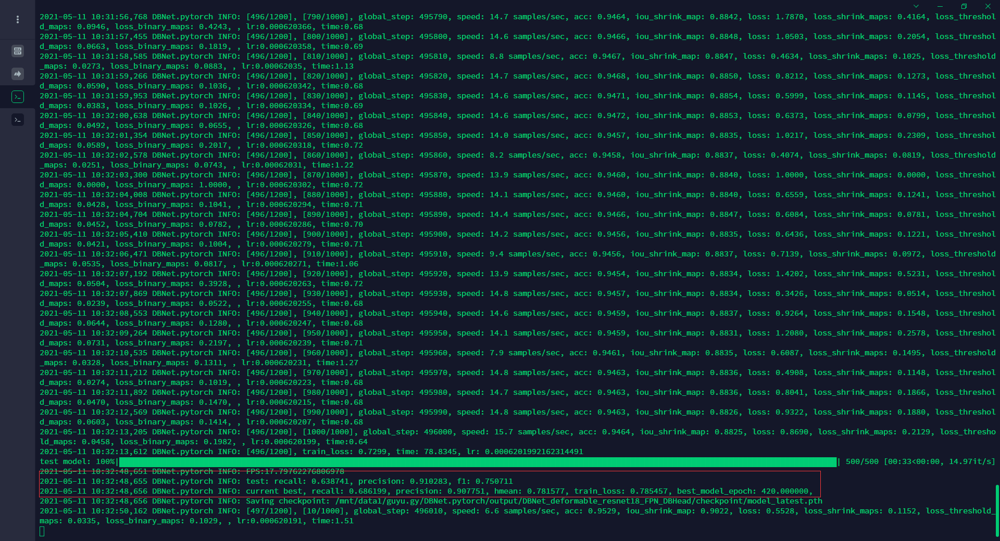 2021-05-11 10:31:56,768 DBNet.pytorch INFO: [496/1200], [790/1000], global_step: 495790, speed: 14.7 samples/sec, acc: 0.9464, iou_shrink_map: 0.8842, loss: 1.7870, loss_shrink_maps: 0.4164, loss_threshol
d_maps: 0.0946, loss_binary_maps: 0.4243, , lr:0.000620366, time:0.68
2021-05-11 10:31:57,455 DBNet.pytorch INFO: [496/1200], [800/1000], global_step: 495800, speed: 14.6 samples/sec, acc: 0.9466, iou_shrink_map: 0.8848, loss: 1.0503, loss_shrink_maps: 0.2054, loss_threshol
d_maps: 0.0663, loss_binary_maps: 0.1819, , lr:0.000620358, time:0.69
2021-05-11 10:31:58,585 DBNet.pytorch INFO: [496/1200], [810/1000], global_step: 495810, speed: 8.8 samples/sec, acc: 0.9467, iou_shrink_map: 0.8847, loss: 0.4634, loss_shrink_maps: 0.1025, loss_threshold
_maps: 0.0273, loss_binary_maps: 0.0883, , lr:0.00062035, time:1.13
2021-05-11 10:31:59,266 DBNet.pytorch INFO: [496/1200], [820/1000], global_step: 495820, speed: 14.7 samples/sec, acc: 0.9468, iou_shrink_map: 0.8850, loss: 0.8212, loss_shrink_maps: 0.1273, loss_threshol
d_maps: 0.0590, loss_binary_maps: 0.1036, , lr:0.000620342, time:0.68
2021-05-11 10:31:59,953 DBNet.pytorch INFO: [496/1200], [830/1000], global_step: 495830, speed: 14.6 samples/sec, acc: 0.9471, iou_shrink_map: 0.8854, loss: 0.5999, loss_shrink_maps: 0.1145, loss_threshol
d_maps: 0.0383, loss_binary_maps: 0.1026, , lr:0.000620334, time:0.69
2021-05-11 10:32:00,638 DBNet.pytorch INFO: [496/1200], [840/1000], global_step: 495840, speed: 14.6 samples/sec, acc: 0.9472, iou_shrink_map: 0.8853, loss: 0.6373, loss_shrink_maps: 0.0799, loss_threshol
d_maps: 0.0492, loss_binary_maps: 0.0655, , lr:0.000620326, time:0.68
2021-05-11 10:32:01,354 DBNet.pytorch INFO: [496/1200], [850/1000], global_step: 495850, speed: 14.0 samples/sec, acc: 0.9457, iou_shrink_map: 0.8835, loss: 1.0217, loss_shrink_maps: 0.2309, loss_threshol
d_maps: 0.0589, loss_binary_maps: 0.2017, , lr:0.000620318, time:0.72
2021-05-11 10:32:02,578 DBNet.pytorch INFO: [496/1200], [860/1000], global_step: 495860, speed: 8.2 samples/sec, acc: 0.9458, iou_shrink_map: 0.8837, loss: 0.4074, loss_shrink_maps: 0.0819, loss_threshold
_maps: 0.0251, loss_binary_maps: 0.0743, , lr:0.00062031, time:1.22
2021-05-11 10:32:03,300 DBNet.pytorch INFO: [496/1200], [870/1000], global_step: 495870, speed: 13.9 samples/sec, acc: 0.9460, iou_shrink_map: 0.8840, loss: 1.0000, loss_shrink_maps: 0.0000, loss_threshol
d_maps: 0.0000, loss_binary_maps: 1.0000, , lr:0.000620302, time:0.72
2021-05-11 10:32:04,008 DBNet.pytorch INFO: [496/1200], [880/1000], global_step: 495880, speed: 14.1 samples/sec, acc: 0.9460, iou_shrink_map: 0.8840, loss: 0.6559, loss_shrink_maps: 0.1241, loss_threshol
d_maps: 0.0428, loss_binary_maps: 0.1041, , lr:0.000620294, time:0.71
2021-05-11 10:32:04,704 DBNet.pytorch INFO: [496/1200], [890/1000], global_step: 495890, speed: 14.4 samples/sec, acc: 0.9466, iou_shrink_map: 0.8847, loss: 0.6084, loss_shrink_maps: 0.0781, loss_threshol
d_maps: 0.0452, loss_binary_maps: 0.0782, , lr:0.000620286, time:0.70
2021-05-11 10:32:05,410 DBNet.pytorch INFO: [496/1200], [900/1000], global_step: 495900, speed: 14.2 samples/sec, acc: 0.9456, iou_shrink_map: 0.8835, loss: 0.6436, loss_shrink_maps: 0.1221, loss_threshol
d_maps: 0.0421, loss_binary_maps: 0.1004, , lr:0.000620279, time:0.71
2021-05-11 10:32:06,471 DBNet.pytorch INFO: [496/1200], [910/1000], global_step: 495910, speed: 9.4 samples/sec, acc: 0.9456, iou_shrink_map: 0.8837, loss: 0.7139, loss_shrink_maps: 0.0972, loss_threshold
_maps: 0.0535, loss_binary_maps: 0.0817, , lr:0.000620271, time:1.06
2021-05-11 10:32:07,192 DBNet.pytorch INFO: [496/1200], [920/1000], global_step: 495920, speed: 13.9 samples/sec, acc: 0.9454, iou_shrink_map: 0.8834, loss: 1.4202, loss_shrink_maps: 0.5231, loss_threshol
d_maps: 0.0504, loss_binary_maps: 0.3928, , lr:0.000620263, time:0.72
2021-05-11 10:32:07,869 DBNet.pytorch INFO: [496/1200], [930/1000], global_step: 495930, speed: 14.8 samples/sec, acc: 0.9457, iou_shrink_map: 0.8834, loss: 0.3426, loss_shrink_maps: 0.0514, loss_threshol
d_maps: 0.0239, loss_binary_maps: 0.0522, , lr:0.000620255, time:0.68
2021-05-11 10:32:08,553 DBNet.pytorch INFO: [496/1200], [940/1000], global_step: 495940, speed: 14.6 samples/sec, acc: 0.9459, iou_shrink_map: 0.8837, loss: 0.9264, loss_shrink_maps: 0.1548, loss_threshol
d_maps: 0.0644, loss_binary_maps: 0.1280, , lr:0.000620247, time:0.68
2021-05-11 10:32:09,264 DBNet.pytorch INFO: [496/1200], [950/1000], global_step: 495950, speed: 14.1 samples/sec, acc: 0.9459, iou_shrink_map: 0.8831, loss: 1.2080, loss_shrink_maps: 0.2578, loss_threshol
d_maps: 0.0731, loss_binary_maps: 0.2197, , lr:0.000620239, time:0.71
2021-05-11 10:32:10,535 DBNet.pytorch INFO: [496/1200], [960/1000], global_step: 495960, speed: 7.9 samples/sec, acc: 0.9461, iou_shrink_map: 0.8835, loss: 0.6087, loss_shrink_maps: 0.1495, loss_threshold
_maps: 0.0328, loss_binary_maps: 0.1311, , lr:0.000620231, time:1.27
2021-05-11 10:32:11,212 DBNet.pytorch INFO: [496/1200], [970/1000], global_step: 495970, speed: 14.8 samples/sec, acc: 0.9463, iou_shrink_map: 0.8836, loss: 0.4908, loss_shrink_maps: 0.1148, loss_threshol
d_maps: 0.0274, loss_binary_maps: 0.1019, , lr:0.000620223, time:0.68
2021-05-11 10:32:11,892 DBNet.pytorch INFO: [496/1200], [980/1000], global_step: 495980, speed: 14.7 samples/sec, acc: 0.9463, iou_shrink_map: 0.8836, loss: 0.8041, loss_shrink_maps: 0.1866, loss_threshol
d_maps: 0.0470, loss_binary_maps: 0.1470, , lr:0.000620215, time:0.68
2021-05-11 10:32:12,569 DBNet.pytorch INFO: [496/1200], [990/1000], global_step: 495990, speed: 14.8 samples/sec, acc: 0.9463, iou_shrink_map: 0.8826, loss: 0.9322, loss_shrink_maps: 0.1880, loss_threshol
d_maps: 0.0603, loss_binary_maps: 0.1414, , lr:0.000620207, time:0.68
2021-05-11 10:32:13,205 DBNet.pytorch INFO: [496/1200], [1000/1000], global_step: 496000, speed: 15.7 samples/sec, acc: 0.9464, iou_shrink_map: 0.8825, loss: 0.8690, loss_shrink_maps: 0.2129, loss_thresho
ld_maps: 0.0458, loss_binary_maps: 0.1982, , lr:0.000620199, time:0.64
2021-05-11 10:32:13,612 DBNet.pytorch INFO: [496/1200], train_loss: 0.7299, time: 78.8345, lr: 0.0006201992162314491
test model: 100%| | 500/500 [00:33<00:00, 14.97it/s]
2021-05-11 10:32:48,651 DBNet.pytorch INFO: FPS:17.79762276806978
2021-05-11 10:32:48,655 DBNet.pytorch INFO: test: recall: 0.638741, precision: 0.910283, f1: 0.750711
2021-05-11 10:32:48,656 DBNet.pytorch INFO: current best, recall: 0.686199, precision: 0.907751, hmean: 0.781577, train_loss: 0.785457, best_model_epoch: 420.000000,
2021-05-11 10:32:48,656 DBNet.pytorch INFO: Saving checkpoint: /mnt/data1/guyu.gy/DBNet.pytorch/output/DBNet_deformable_resnet18_FPN_DBHead/checkpoint/model_latest.pth
2021-05-11 10:32:50,162 DBNet.pytorch INFO: [497/1200], [10/1000], global_step: 496010, speed: 6.6 samples/sec, acc: 0.9529, iou_shrink_map: 0.9022, loss: 0.5528, loss_shrink_maps: 0.1152, loss_threshold_
maps: 0.0335, loss_binary_maps: 0.1029, , lr:0.000620191, time:1.51